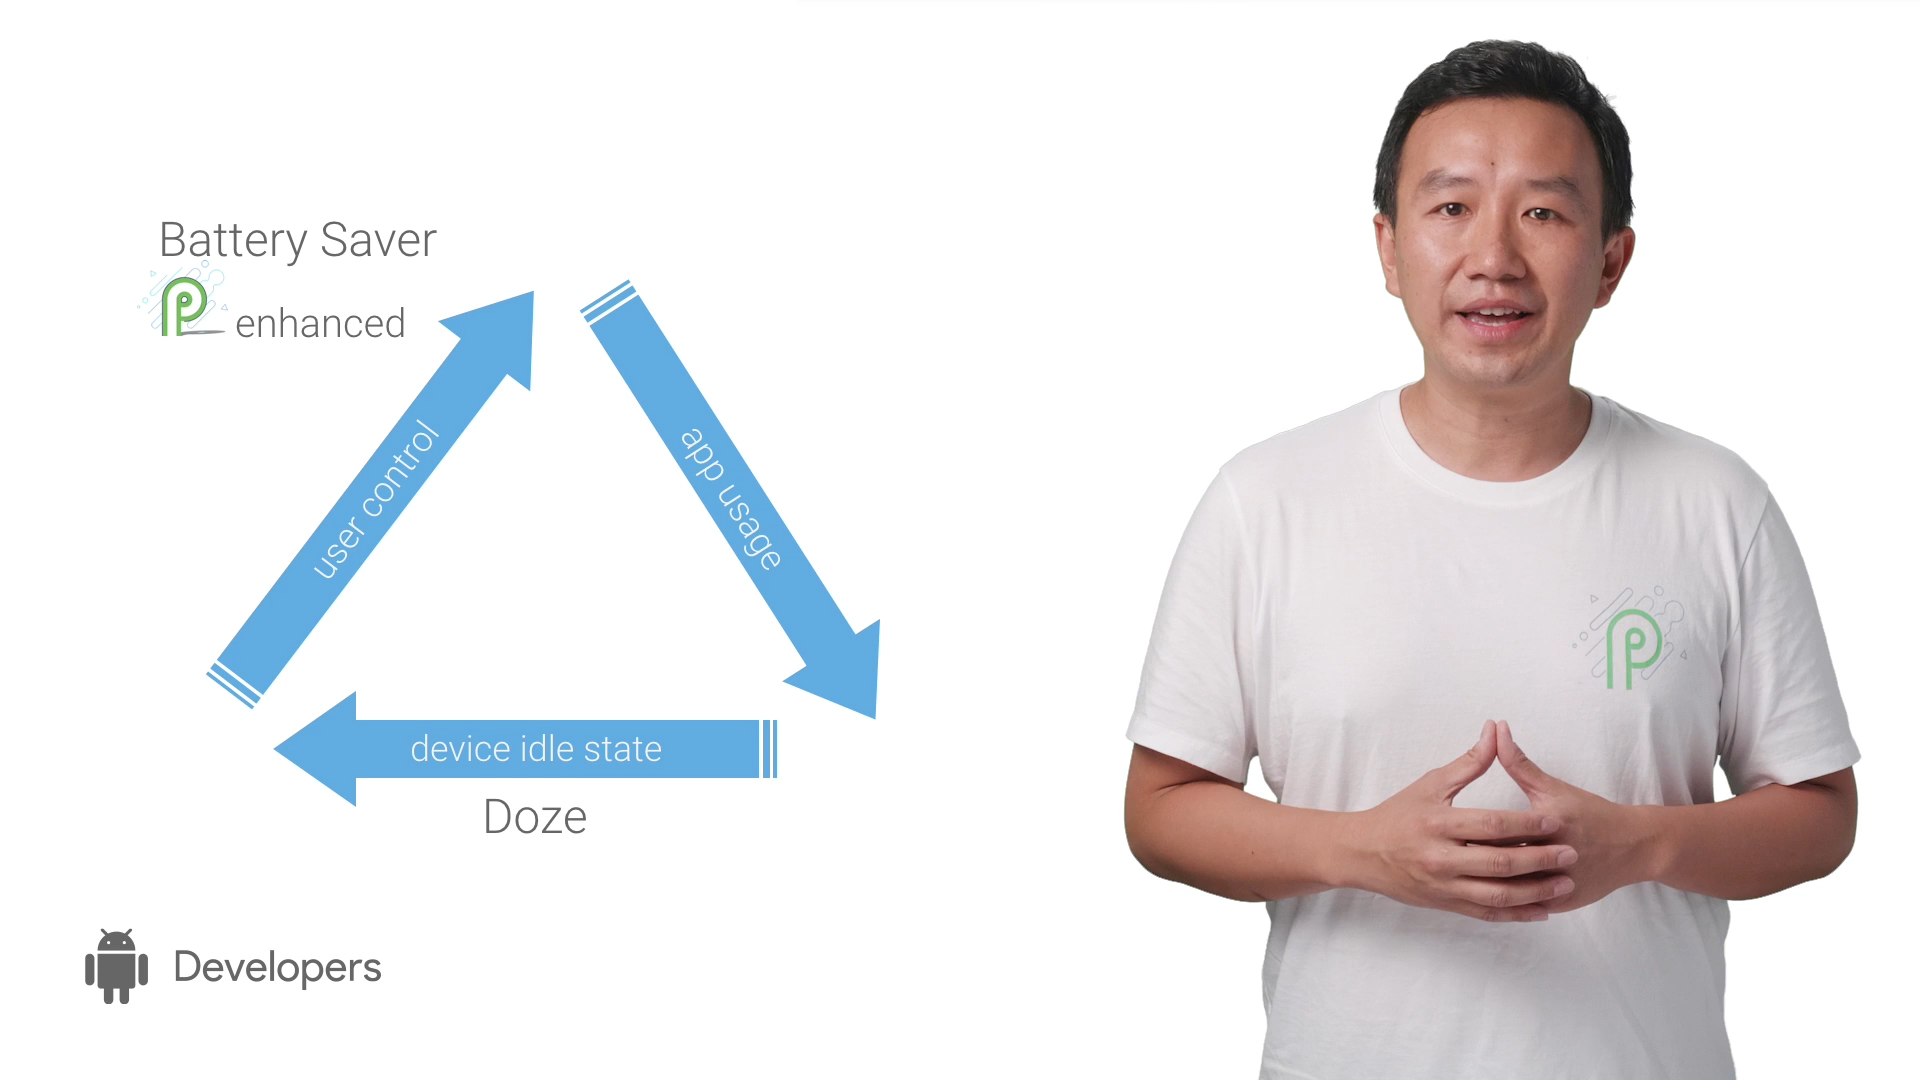 Battery Saver
enhanced
user control
app usage
device idle state
Doze
Developers